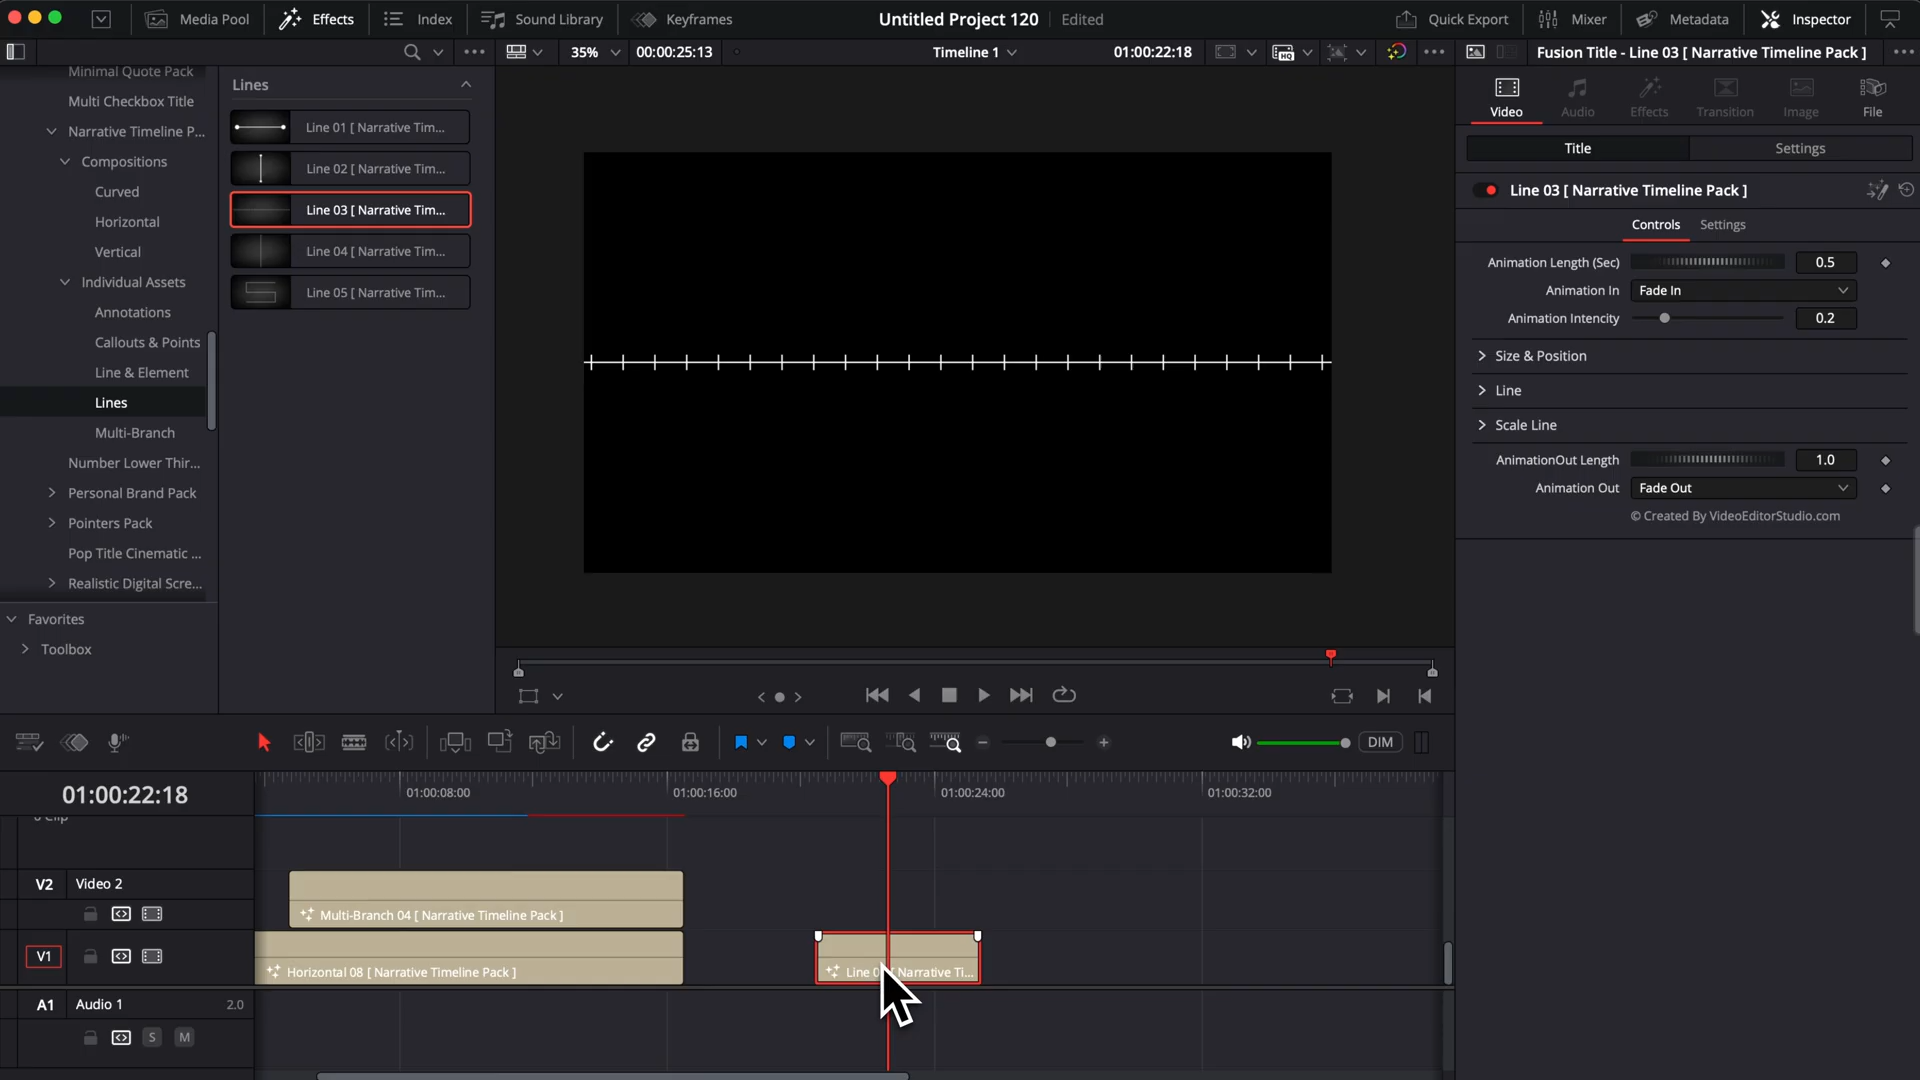 Media Pool
Effects
Index
Sound Library
Keyframes
Untitled Project 120
Edited
Quick Export
Mixer
Metadata
Inspector
35%
00:00:25:13
Timeline 1
01:00:22:18
HQ
Fusion Title - Line 03 [ Narrative Timeline Pack ]
Minimal Quote Pack
Multi Checkbox Title
Narrative Timeline P...
Compositions
Curved
Horizontal
Vertical
Individual Assets
Annotations
Callouts & Points
Line & Element
Lines
Multi-Branch
Number Lower Thir...
Personal Brand Pack
Pointers Pack
Pop Title Cinematic ...
Realistic Digital Scre...
Favorites
Toolbox
Lines
Line 01 [ Narrative Tim...
Line 02 [ Narrative Tim...
Line 03 [ Narrative Tim...
Line 04 [ Narrative Tim...
Line 05 [ Narrative Tim...
Video
Audio
Effects
Transition
Image
File
Title
Settings
Line 03 [ Narrative Timeline Pack ]
Controls
Settings
Animation Length (Sec)
0.5
Animation In
Fade In
Animation Intencity
0.2
Size & Position
Line
Scale Line
AnimationOut Length
1.0
Animation Out
Fade Out
© Created By VideoEditorStudio.com
DIM
01:00:22:18
01:00:08:00
01:00:16:00
01:00:24:00
01:00:32:00
V2
Video 2
Multi-Branch 04 [ Narrative Timeline Pack ]
V1
Horizontal 08 [ Narrative Timeline Pack ]
Line 0 [ Narrative Ti...
A1
Audio 1
2.0
S
M